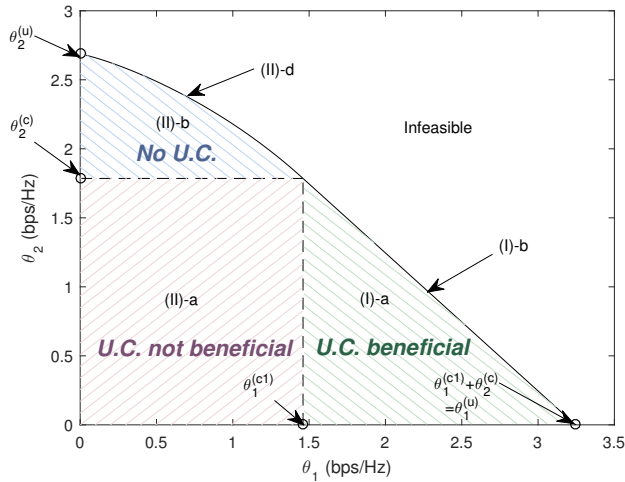 θ₂⁽ᵘ⁾
3
(II)-d
2.5
(II)-b
Infeasible
θ₂⁽ᶜ⁾
2
No U.C.
θ₂ (bps/Hz)
1.5
(I)-b
1
(II)-a
(I)-a
U.C. not beneficial
U.C. beneficial
0.5
θ₁⁽ᶜ¹⁾
θ₁⁽ᶜ¹⁾+θ₂⁽ᶜ⁾
=θ₁⁽ᵘ⁾
0
0 0.5 1 1.5 2 2.5 3 3.5
θ₁ (bps/Hz)